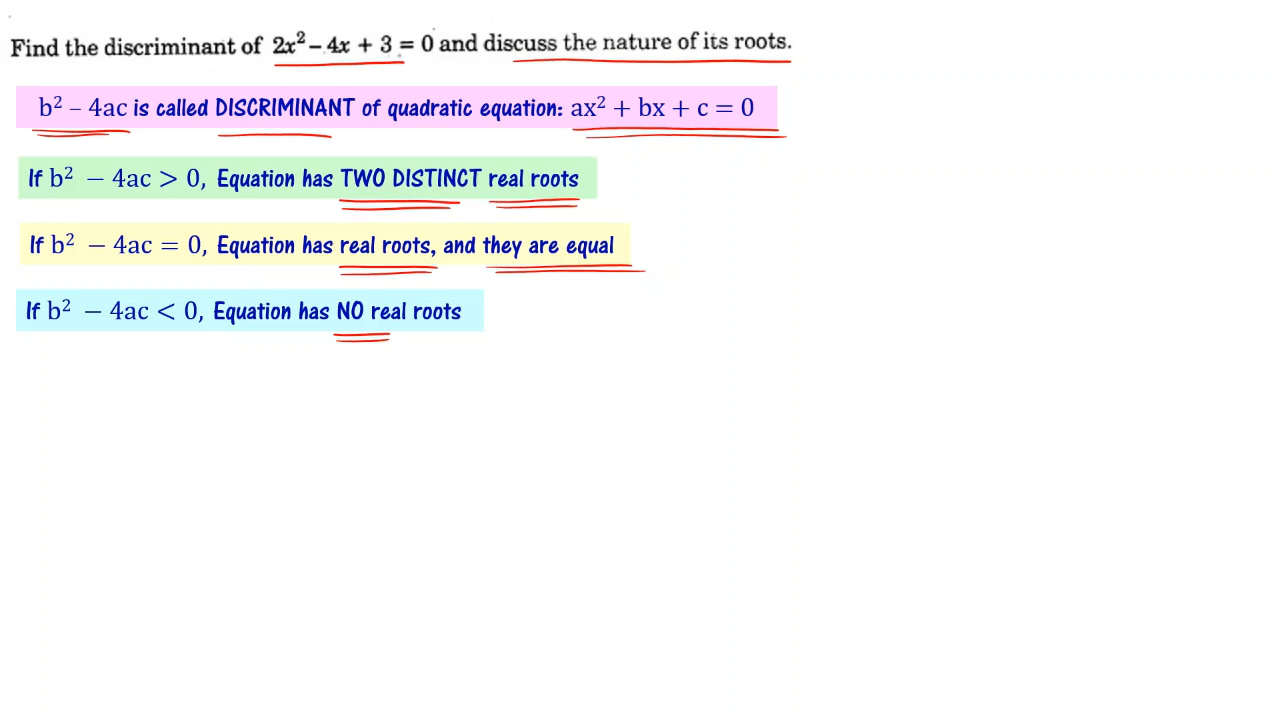 Find the discriminant of 2x² – 4x + 3 = 0 and discuss the nature of its roots.
b² – 4ac is called DISCRIMINANT of quadratic equation: ax² + bx + c = 0
If b² − 4ac > 0, Equation has TWO DISTINCT real roots
If b² − 4ac = 0, Equation has real roots, and they are equal
If b² − 4ac < 0, Equation has NO real roots